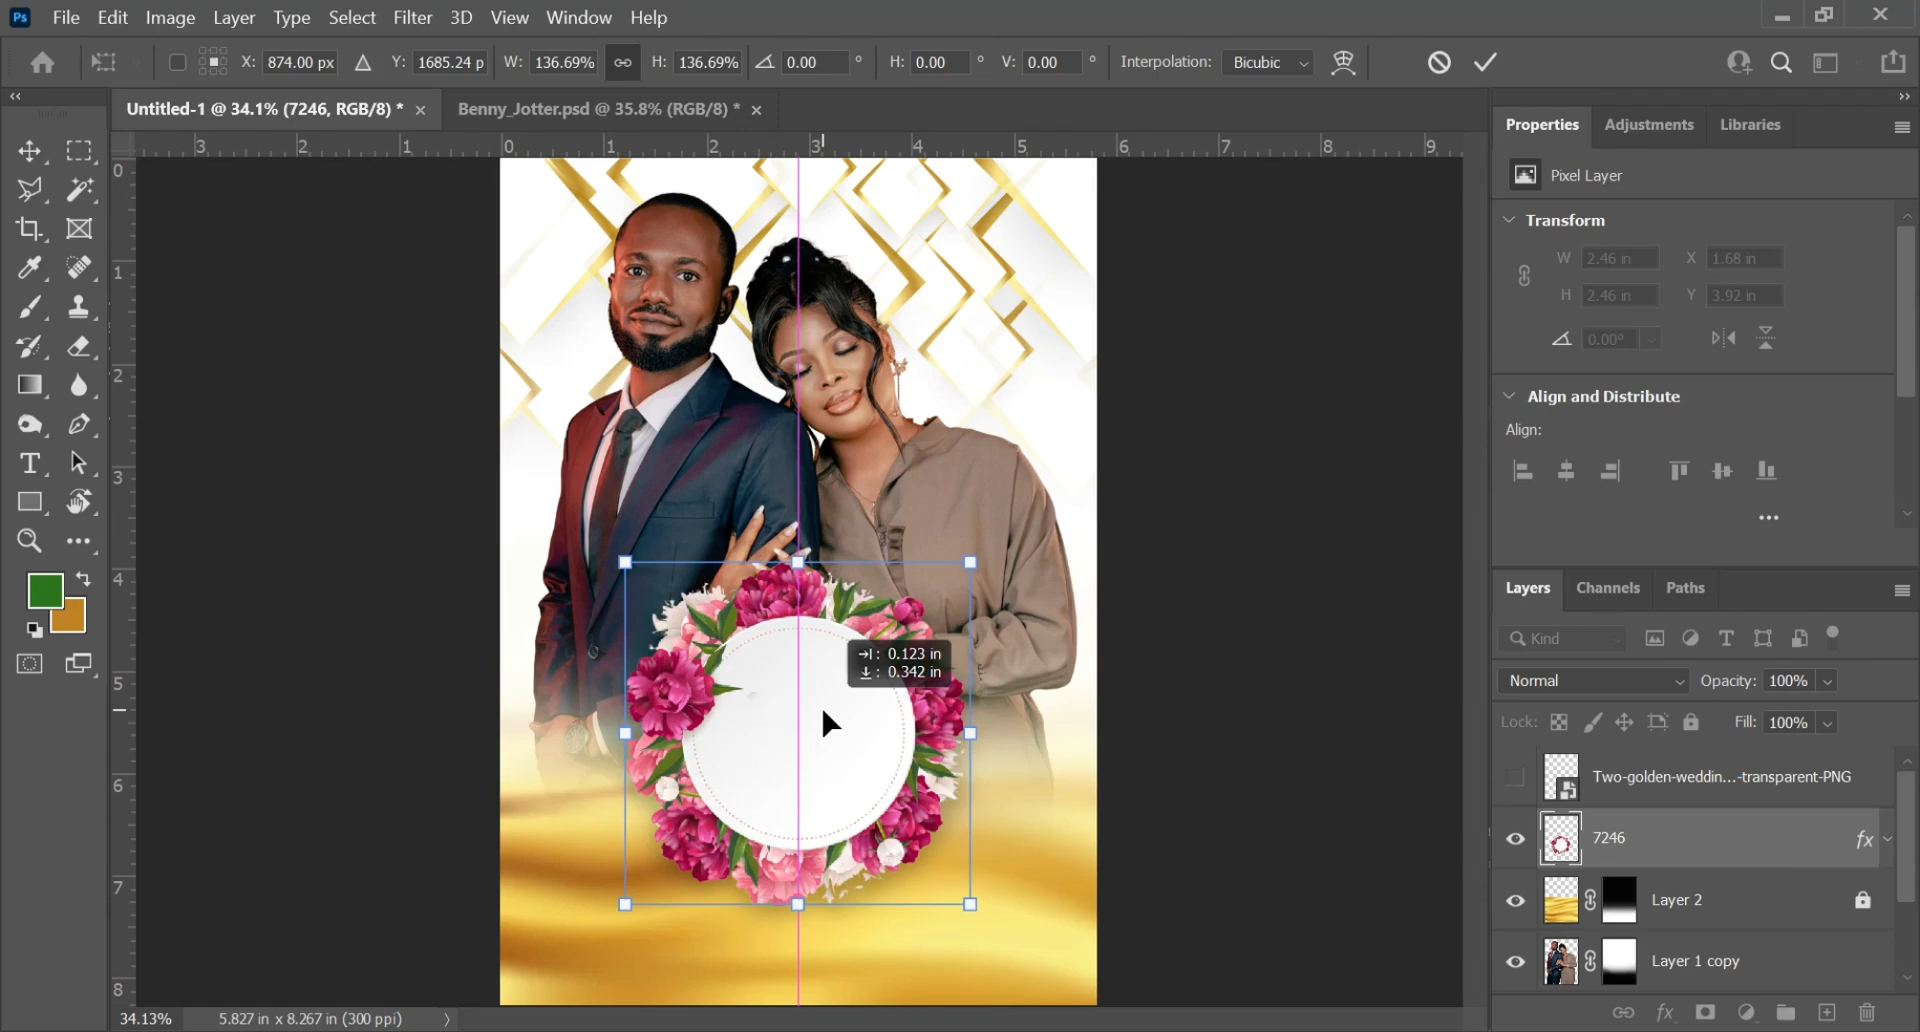 Ps File Edit Image Layer Type Select Filter 3D View Window Help
X: 874.00 px Y: 1685.24 p W: 136.69% H: 136.69% 0.00 ° H: 0.00 ° V: 0.00 ° Interpolation: Bicubic
Untitled-1 @ 34.1% (7246, RGB/8) * Benny_Jotter.psd @ 35.8% (RGB/8) *
3 2 1 0 1 2 3 4 5 6 7 8 9
0
1
2
3
4
5
6
7
8
→: 0.123 in
↓: 0.342 in
34.13% 5.827 in x 8.267 in (300 ppi)
Properties Adjustments Libraries
Pixel Layer
Transform
W 2.46 in X 1.68 in
H 2.46 in Y 3.92 in
0.00°
Align and Distribute
Align:
Layers Channels Paths
Kind
Normal Opacity: 100%
Lock: Fill: 100%
Two-golden-weddin...-transparent-PNG
7246 fx
Layer 2
Layer 1 copy
fx